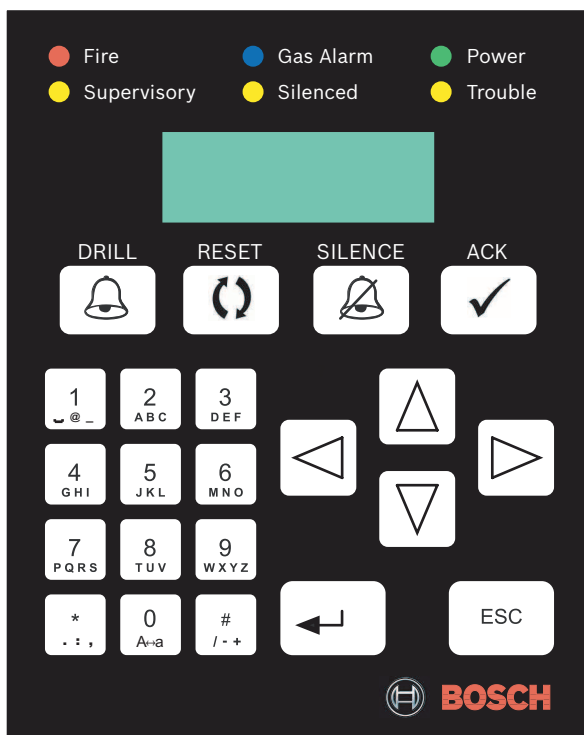 Fire Gas Alarm Power
Supervisory Silenced Trouble
DRILL RESET SILENCE ACK
1 2 3
␣ @ _ ABC DEF
4 5 6
GHI JKL MNO
7 8 9
PQRS TUV WXYZ
* 0 #
. : , A↔a / - +
ESC
BOSCH